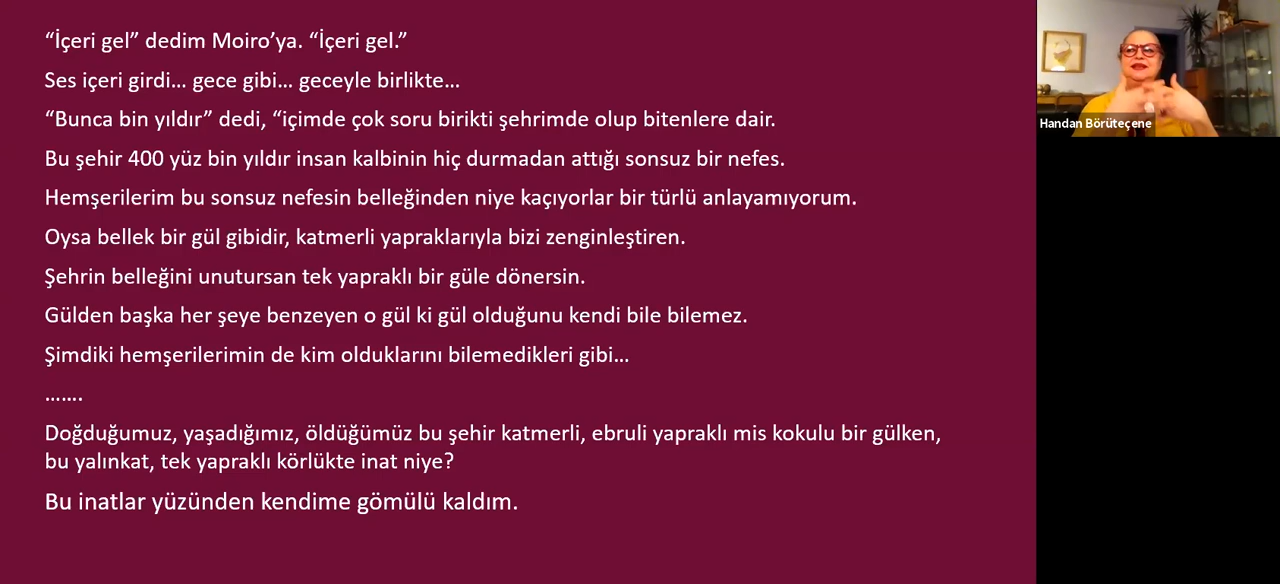 “İçeri gel” dedim Moiro’ya. “İçeri gel.”
Ses içeri girdi... gece gibi... geceyle birlikte...
“Bunca bin yıldır” dedi, “içimde çok soru birikti şehrimde olup bitenlere dair.
Bu şehir 400 yüz bin yıldır insan kalbinin hiç durmadan attığı sonsuz bir nefes.
Hemşerilerim bu sonsuz nefesin belleğinden niye kaçıyorlar bir türlü anlayamıyorum.
Oysa bellek bir gül gibidir, katmerli yapraklarıyla bizi zenginleştiren.
Şehrin belleğini unutursan tek yapraklı bir güle dönersin.
Gülden başka her şeye benzeyen o gül ki gül olduğunu kendi bile bilemez.
Şimdiki hemşerilerimin de kim olduklarını bilemedikleri gibi...
.......
Doğduğumuz, yaşadığımız, öldüğümüz bu şehir katmerli, ebruli yapraklı mis kokulu bir gülken,
bu yalınkat, tek yapraklı körlükte inat niye?
Bu inatlar yüzünden kendime gömülü kaldım.
Handan Börüteçene